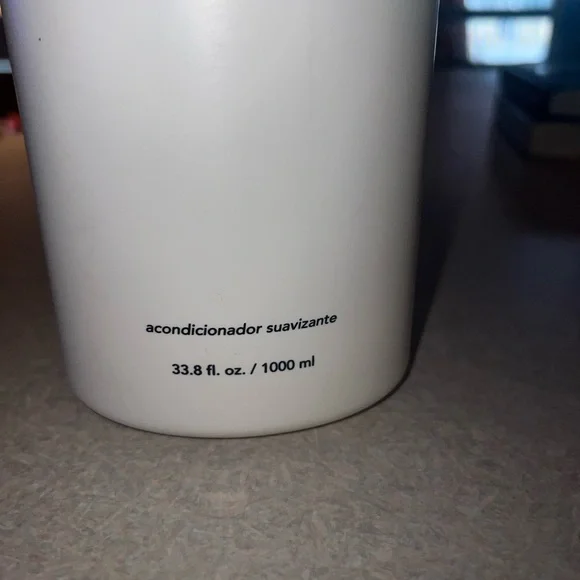 acondicionador suavizante
33.8 fl. oz. / 1000 ml